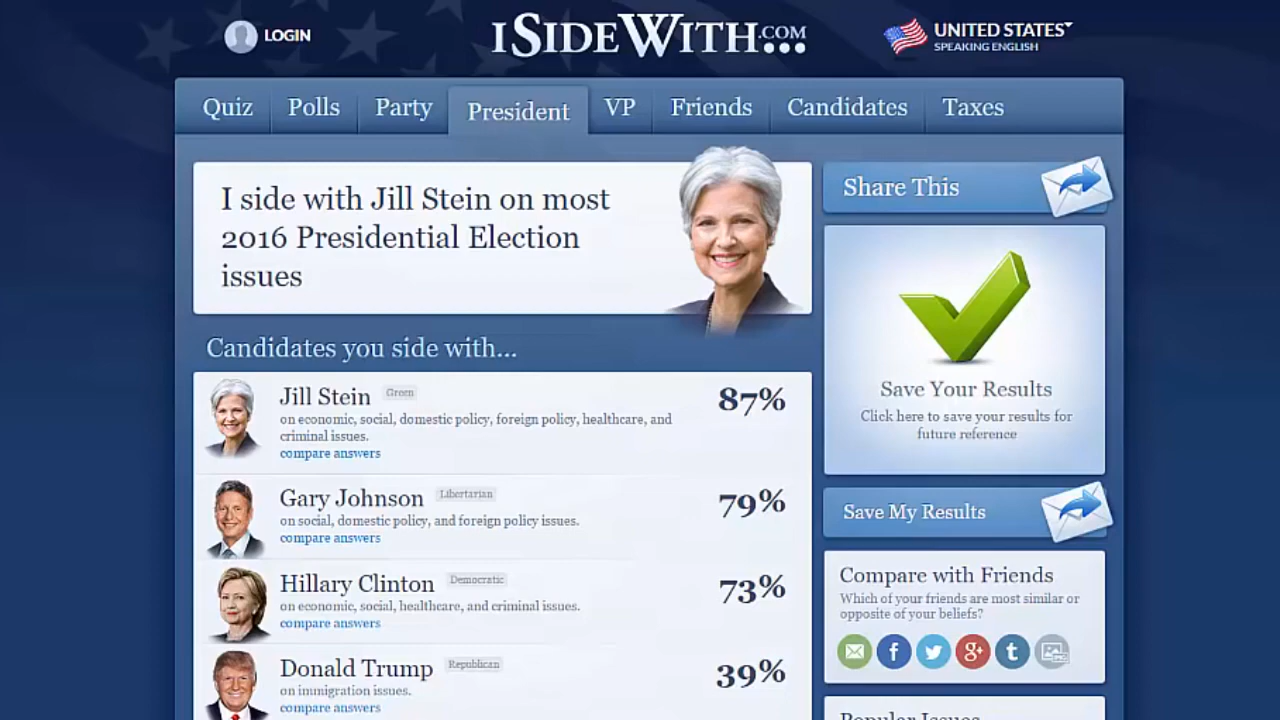 LOGIN
ISIDEWITH.COM
UNITED STATES
SPEAKING ENGLISH
Quiz
Polls
Party
President
VP
Friends
Candidates
Taxes
I side with Jill Stein on most
2016 Presidential Election
issues
Candidates you side with...
Jill Stein Green
87%
on economic, social, domestic policy, foreign policy, healthcare, and
criminal issues.
compare answers
Gary Johnson Libertarian
79%
on social, domestic policy, and foreign policy issues.
compare answers
Hillary Clinton Democratic
73%
on economic, social, healthcare, and criminal issues.
compare answers
Donald Trump Republican
39%
on immigration issues.
compare answers
Share This
Save Your Results
Click here to save your results for
future reference
Save My Results
Compare with Friends
Which of your friends are most similar or
opposite of your beliefs?
f
g+
t
Popular Issues